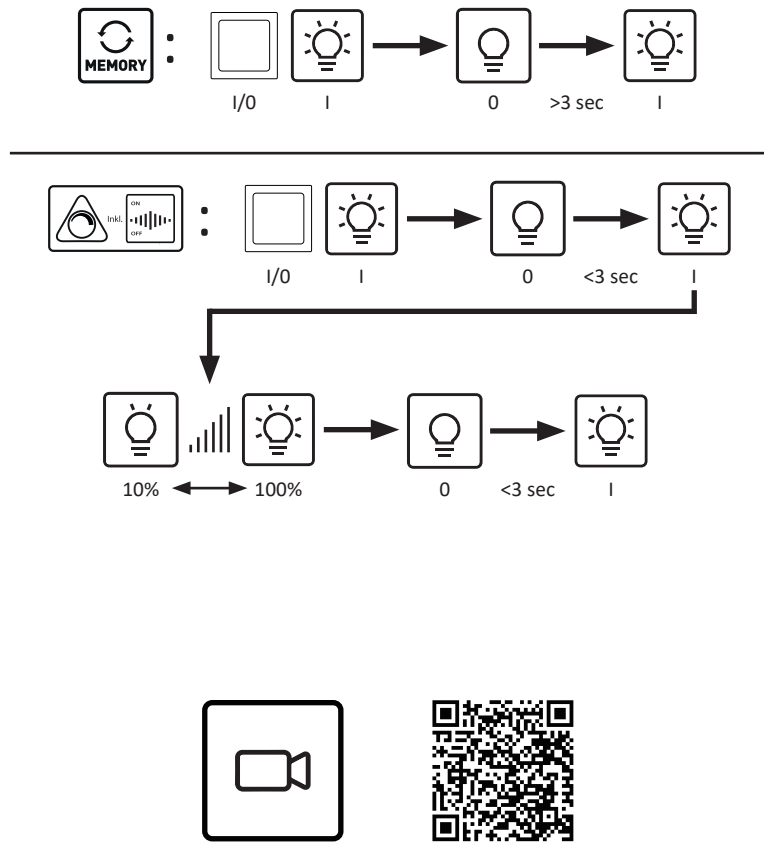 MEMORY :
I/0 I 0 >3 sec I
Inkl. ON OFF :
I/0 I 0 <3 sec I
10% 100% 0 <3 sec I